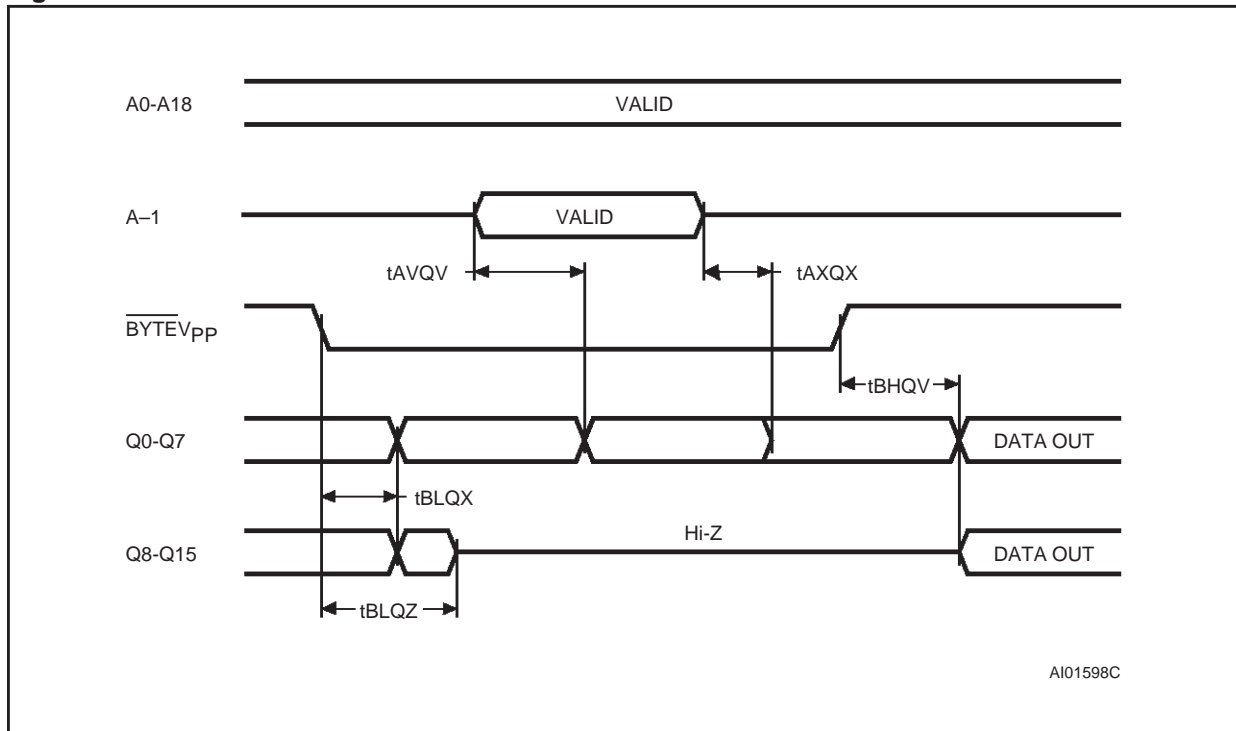 A0-A18
VALID
A–1
VALID
tAVQV
tAXQX
BYTEVPP
tBHQV
Q0-Q7
DATA OUT
tBLQX
Hi-Z
Q8-Q15
DATA OUT
tBLQZ
AI01598C